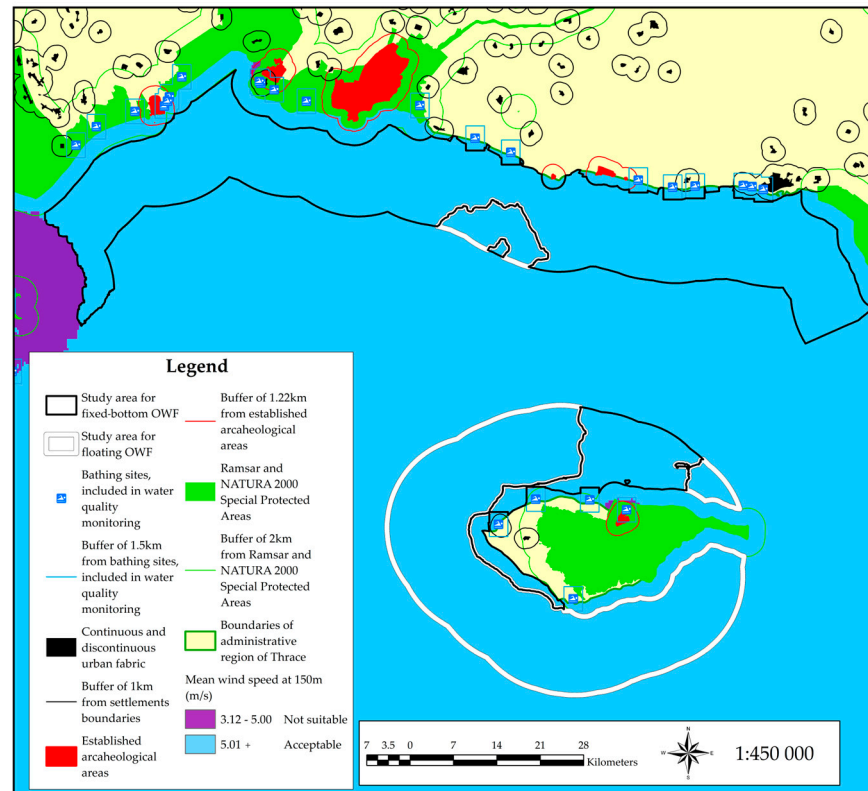 Legend
Study area for
fixed-bottom OWF
Study area for
floating OWF
Bathing sites,
included in water
quality
monitoring
Buffer of 1.5km
from bathing sites,
included in water
quality
monitoring
Continuous and
discontinuous
urban fabric
Buffer of 1km
from settlements
boundaries
Established
arcaheological
areas
Buffer of 1.22km
from established
arcaheological
areas
Ramsar and
NATURA 2000
Special Protected
Areas
Buffer of 2km
from Ramsar and
NATURA 2000
Special Protected
Areas
Boundaries of
administrative
region of Thrace
Mean wind speed at 150m
(m/s)
3.12 - 5.00 Not suitable
5.01 + Acceptable
7 3.5 0 7 14 21 28
Kilometers
N
W E
S
1:450 000